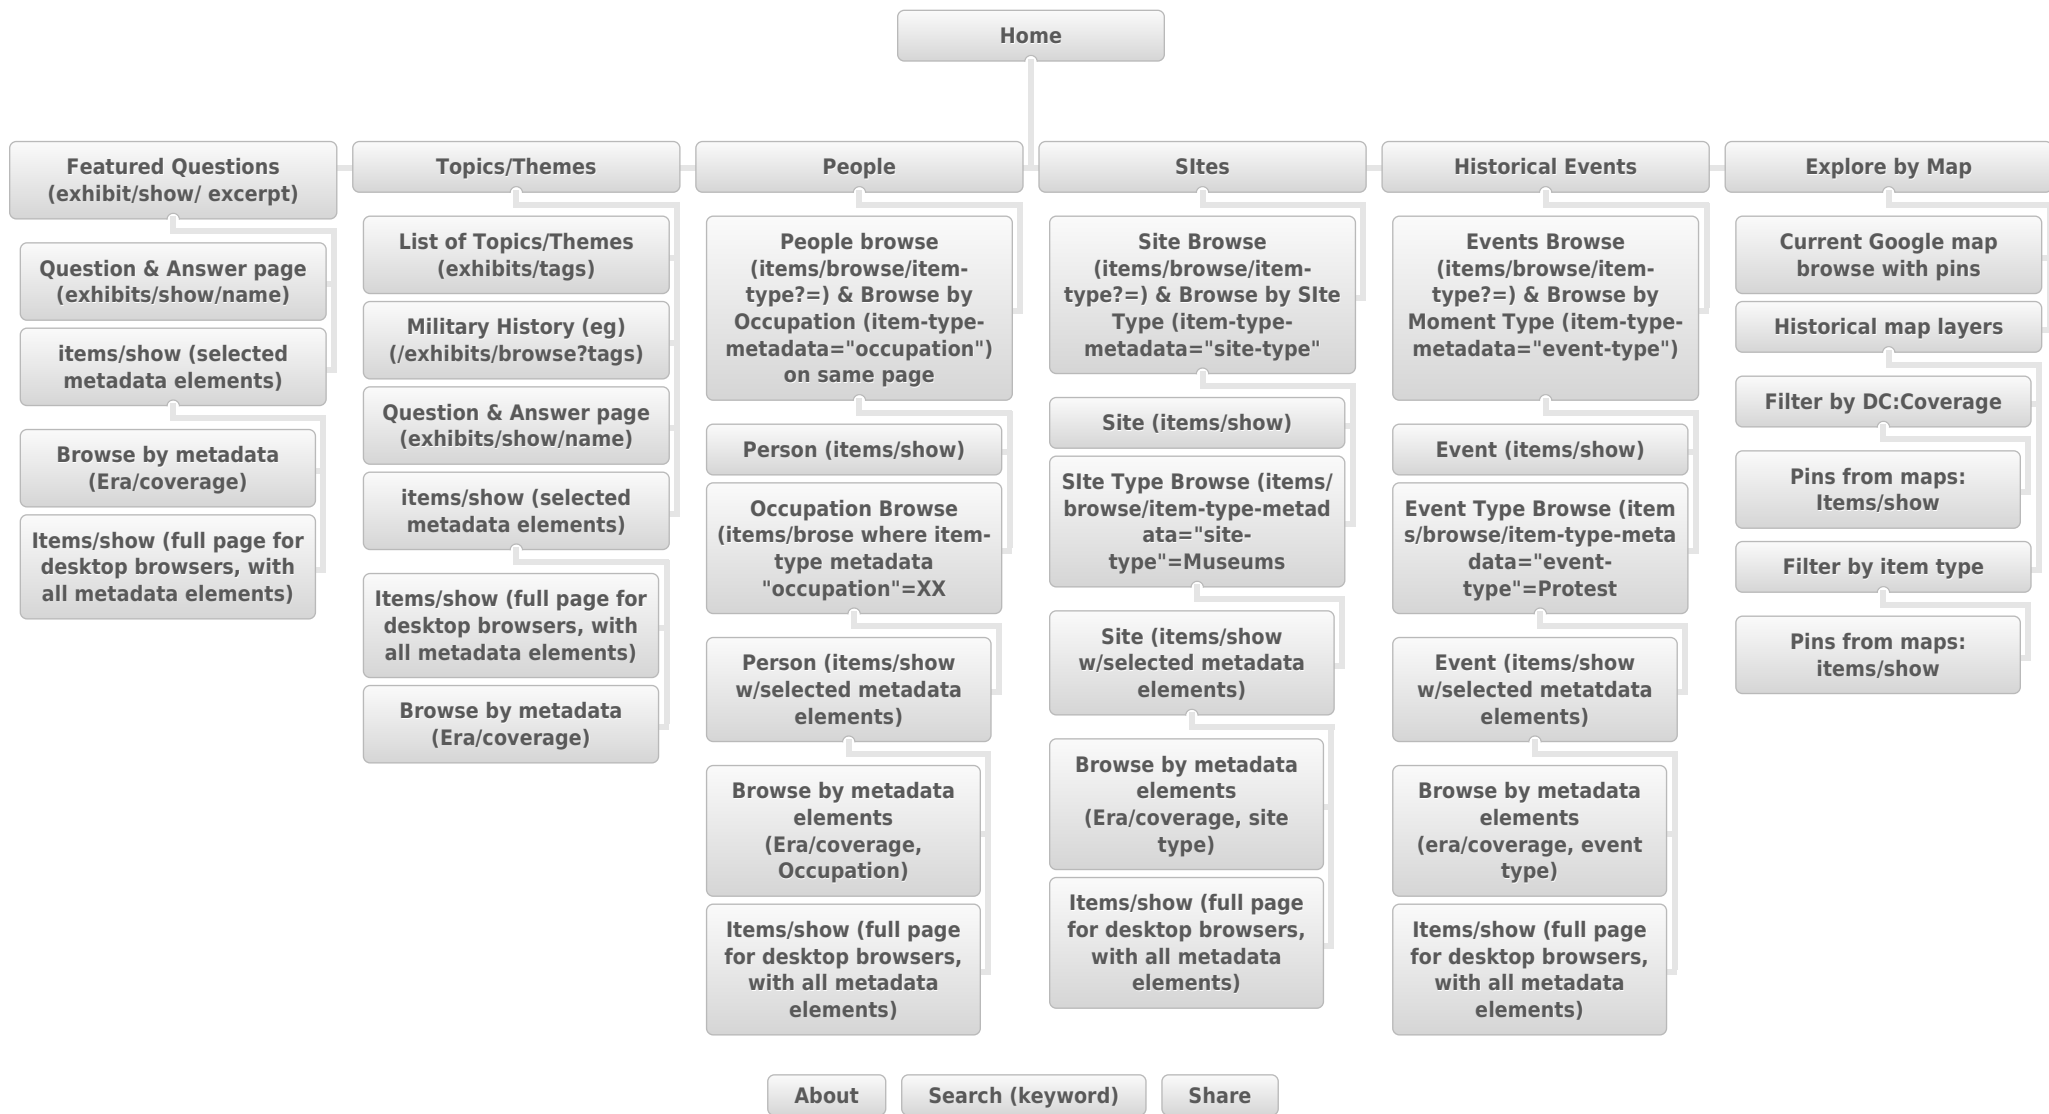 Home
Featured Questions
(exhibit/show/ excerpt)
Question & Answer page
(exhibits/show/name)
items/show (selected
metadata elements)
Browse by metadata
(Era/coverage)
Items/show (full page for
desktop browsers, with
all metadata elements)
Topics/Themes
List of Topics/Themes
(exhibits/tags)
Military History (eg)
(/exhibits/browse?tags)
Question & Answer page
(exhibits/show/name)
items/show (selected
metadata elements)
Items/show (full page for
desktop browsers, with
all metadata elements)
Browse by metadata
(Era/coverage)
People
People browse
(items/browse/item-
type?=) & Browse by
Occupation (item-type-
metadata="occupation")
on same page
Person (items/show)
Occupation Browse
(items/brose where item-
type metadata
"occupation"=XX
Person (items/show
w/selected metadata
elements)
Browse by metadata
elements
(Era/coverage,
Occupation)
Items/show (full page
for desktop browsers,
with all metadata
elements)
SItes
Site Browse
(items/browse/item-
type?=) & Browse by SIte
Type (item-type-
metadata="site-type"
Site (items/show)
SIte Type Browse (items/
browse/item-type-metad
ata="site-
type"=Museums
Site (items/show
w/selected metadata
elements)
Browse by metadata
elements
(Era/coverage, site
type)
Items/show (full page
for desktop browsers,
with all metadata
elements)
Historical Events
Events Browse
(items/browse/item-
type?=) & Browse by
Moment Type (item-type-
metadata="event-type")
Event (items/show)
Event Type Browse (item
s/browse/item-type-meta
data="event-
type"=Protest
Event (items/show
w/selected metatdata
elements)
Browse by metadata
elements
(era/coverage, event
type)
Items/show (full page
for desktop browsers,
with all metadata
elements)
Explore by Map
Current Google map
browse with pins
Historical map layers
Filter by DC:Coverage
Pins from maps:
Items/show
Filter by item type
Pins from maps:
items/show
About
Search (keyword)
Share